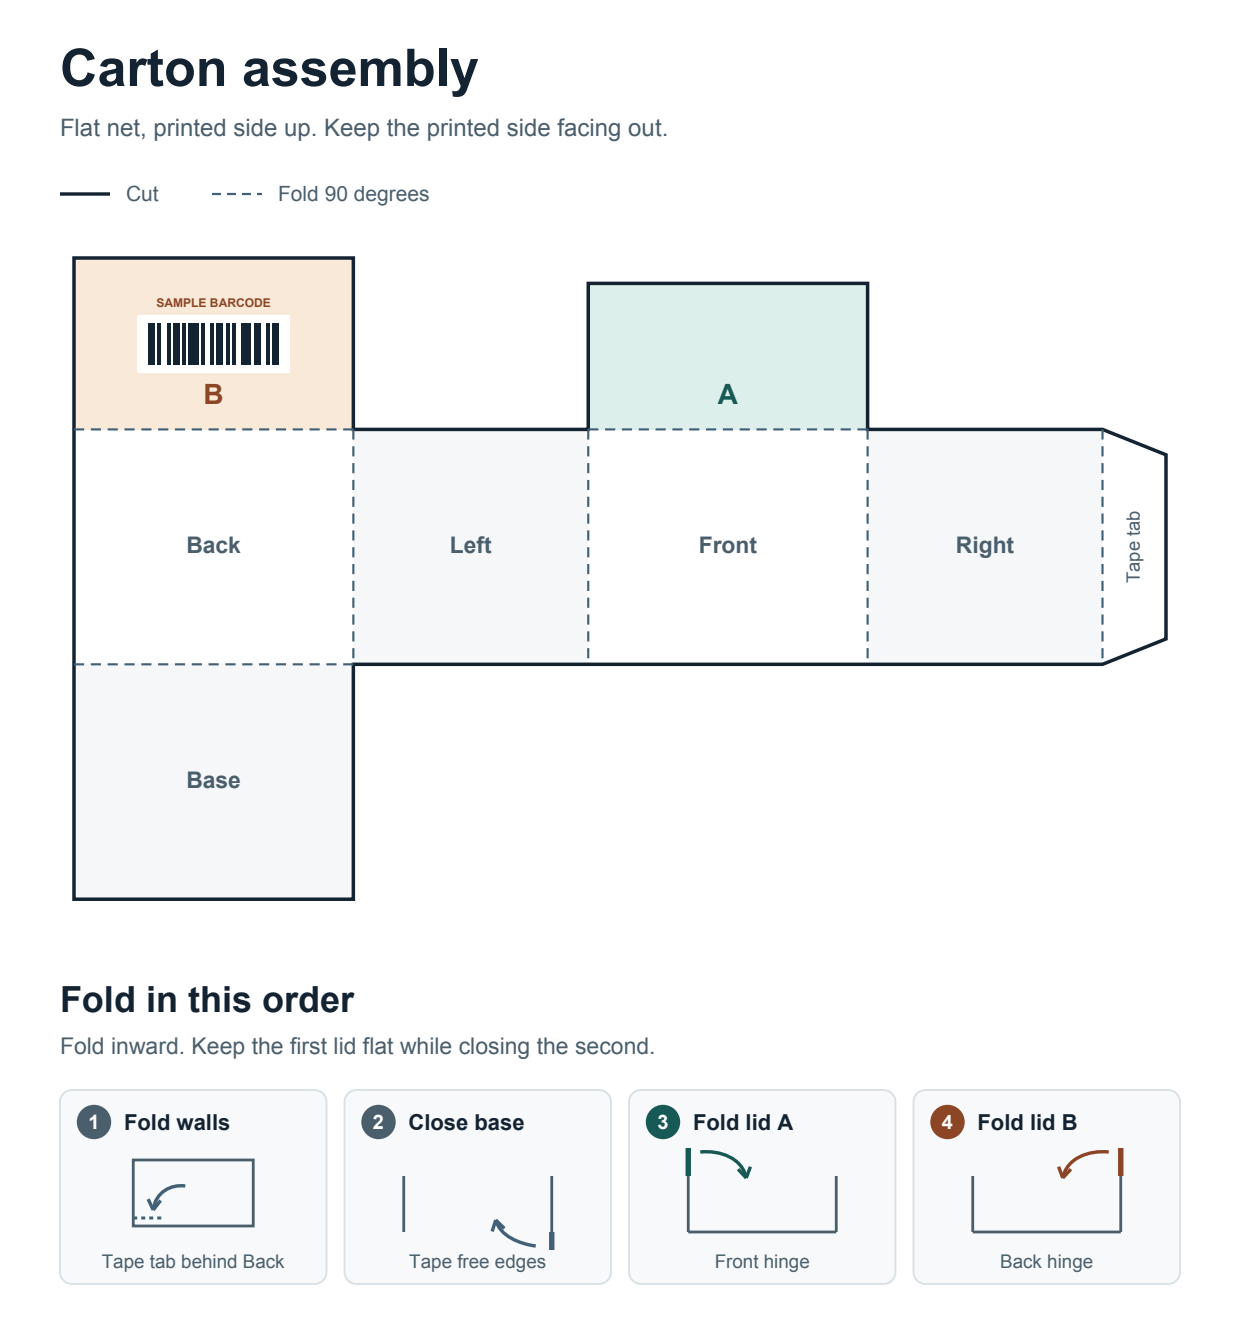 Carton assembly
Flat net, printed side up. Keep the printed side facing out.
Cut
Fold 90 degrees
SAMPLE BARCODE
B
A
Back
Left
Front
Right
Tape tab
Base
Fold in this order
Fold inward. Keep the first lid flat while closing the second.
1 Fold walls
Tape tab behind Back
2 Close base
Tape free edges
3 Fold lid A
Front hinge
4 Fold lid B
Back hinge